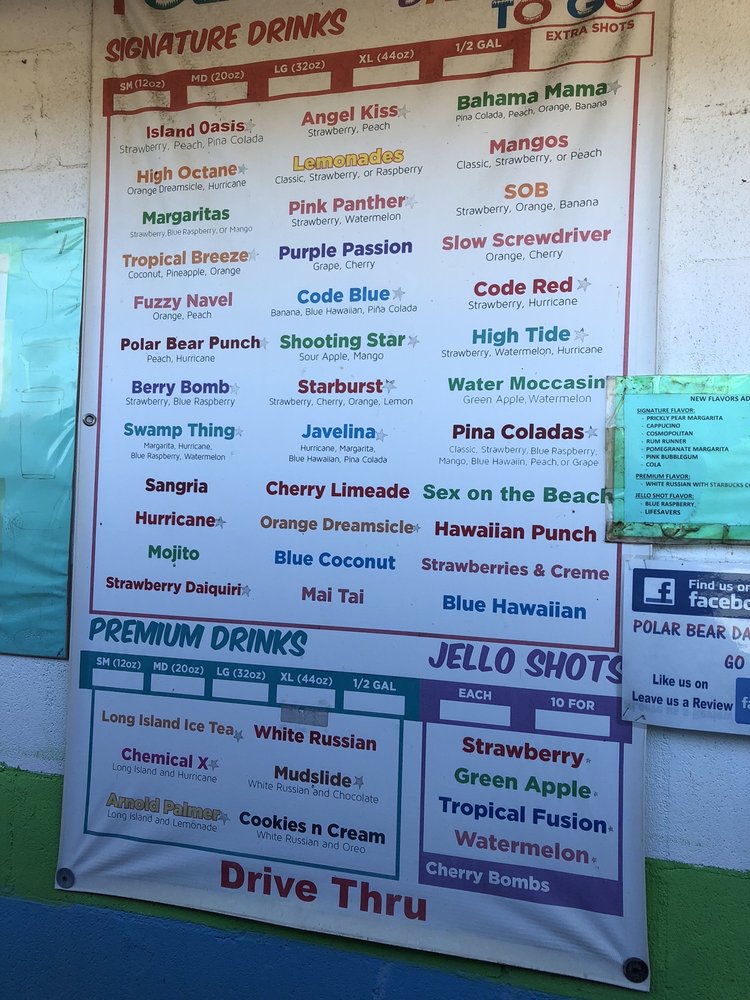 TO GO
SIGNATURE DRINKS
SM (12oz) MD (20oz) LG (32oz) XL (44oz) 1/2 GAL EXTRA SHOTS
Island Oasis
Strawberry, Peach, Pina Colada
High Octane
Orange Dreamsicle, Hurricane
Margaritas
Strawberry, Blue Raspberry, or Mango
Tropical Breeze
Coconut, Pineapple, Orange
Fuzzy Navel
Orange, Peach
Polar Bear Punch
Peach, Hurricane
Berry Bomb
Strawberry, Blue Raspberry
Swamp Thing
Margarita, Hurricane,
Blue Raspberry, Watermelon
Sangria
Hurricane
Mojito
Strawberry Daiquiri
Angel Kiss
Strawberry, Peach
Lemonades
Classic, Strawberry, or Raspberry
Pink Panther
Strawberry, Watermelon
Purple Passion
Grape, Cherry
Code Blue
Banana, Blue Hawaiian, Piña Colada
Shooting Star
Sour Apple, Mango
Starburst
Strawberry, Cherry, Orange, Lemon
Javelina
Hurricane, Margarita,
Blue Hawaiian, Pina Colada
Cherry Limeade
Orange Dreamsicle
Blue Coconut
Mai Tai
Bahama Mama
Pina Colada, Peach, Orange, Banana
Mangos
Classic, Strawberry, or Peach
SOB
Strawberry, Orange, Banana
Slow Screwdriver
Orange, Cherry
Code Red
Strawberry, Hurricane
High Tide
Strawberry, Watermelon, Hurricane
Water Moccasin
Green Apple, Watermelon
Pina Coladas
Classic, Strawberry, Blue Raspberry,
Mango, Blue Hawaiin, Peach, or Grape
Sex on the Beach
Hawaiian Punch
Strawberries & Creme
Blue Hawaiian
PREMIUM DRINKS
SM (12oz) MD (20oz) LG (32oz) XL (44oz) 1/2 GAL
Long Island Ice Tea
Chemical X
Long Island and Hurricane
Arnold Palmer
Long Island and Lemonade
White Russian
Mudslide
White Russian and Chocolate
Cookies n Cream
White Russian and Oreo
JELLO SHOTS
EACH 10 FOR
Strawberry
Green Apple
Tropical Fusion
Watermelon
Cherry Bombs
Drive Thru
NEW FLAVORS
SIGNATURE FLAVOR:
- PRICKLY PEAR MARGARITA
- CAPPUCINO
- COSMOPOLITAN
- RUM RUNNER
- POMEGRANATE MARGARITA
- PINK BUBBLEGUM
- COLA
PREMIUM FLAVOR:
- WHITE RUSSIAN WITH STARBUCKS
JELLO SHOT FLAVOR:
- BLUE RASPBERRY
- LIFESAVERS
f Find us on
POLAR BEAR
GO
Like us on
Leave us a Review